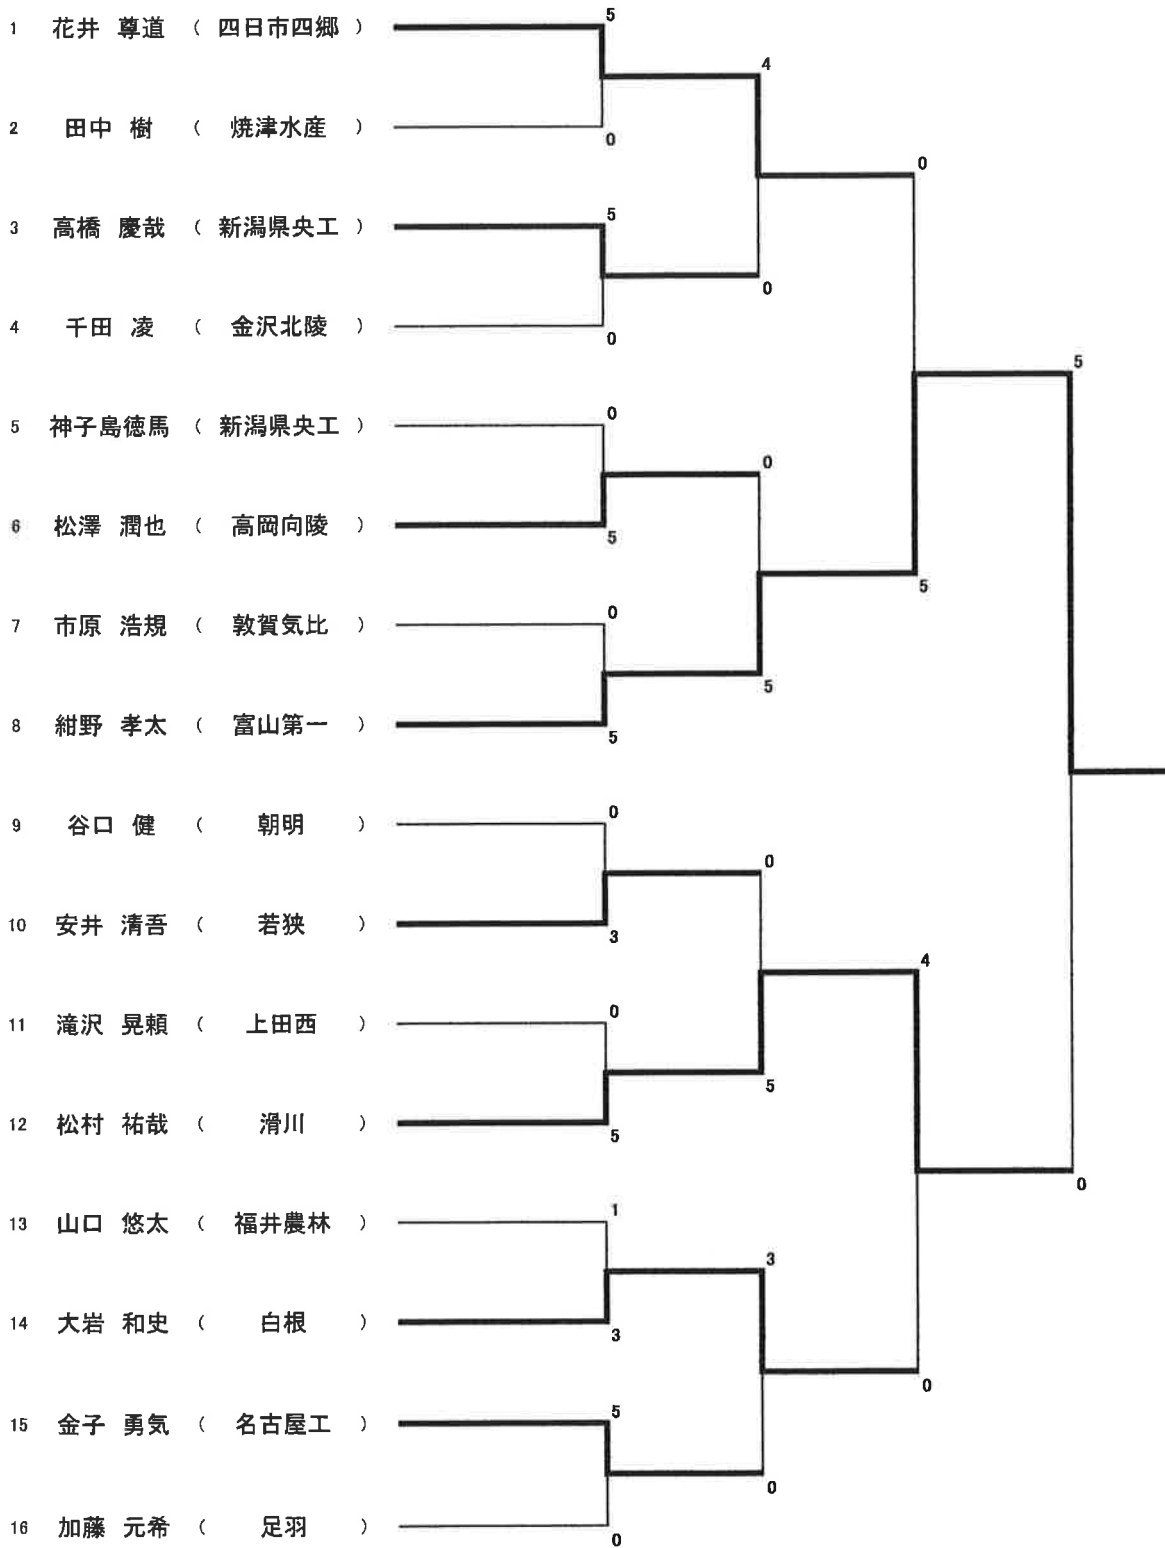 1 花井 尊道 ( 四日市四郷 ) 5
4
2 田中 樹 ( 焼津水産 ) 0
0
3 高橋 慶哉 ( 新潟県央工 ) 5
0
4 千田 凌 ( 金沢北陵 ) 0
5
5 神子島徳馬 ( 新潟県央工 ) 0
0
6 松澤 潤也 ( 高岡向陵 ) 5
5
7 市原 浩規 ( 敦賀気比 ) 0
5
8 紺野 孝太 ( 富山第一 ) 5
9 谷口 健 ( 朝明 ) 0
0
10 安井 清吾 ( 若狭 ) 3
4
11 滝沢 晃頼 ( 上田西 ) 0
5
12 松村 祐哉 ( 滑川 ) 5
0
13 山口 悠太 ( 福井農林 ) 1
3
14 大岩 和史 ( 白根 ) 3
0
15 金子 勇気 ( 名古屋工 ) 5
0
16 加藤 元希 ( 足羽 ) 0